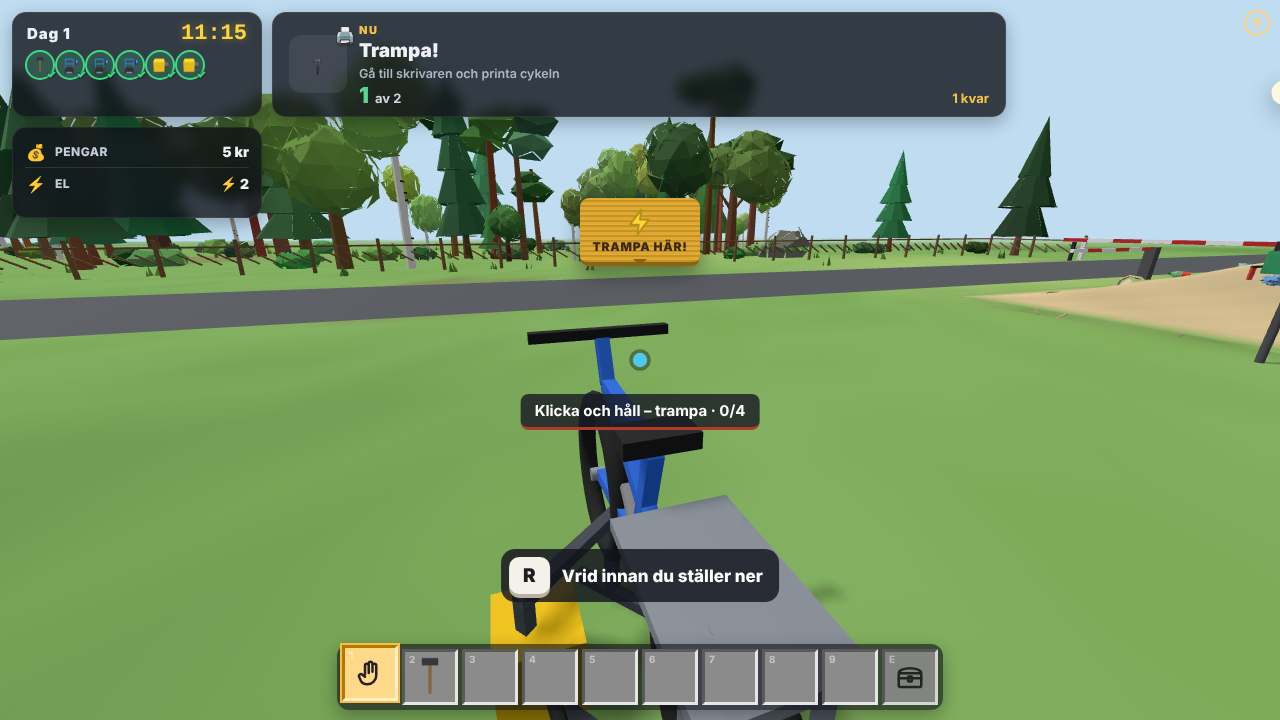 Dag 1
11:15
NU
Trampa!
Gå till skrivaren och printa cykeln
1 av 2
1 kvar
PENGAR
5 kr
EL
2
TRAMPA HÄR!
Klicka och håll – trampa · 0/4
R
Vrid innan du ställer ner
2
3
4
5
6
7
8
9
E